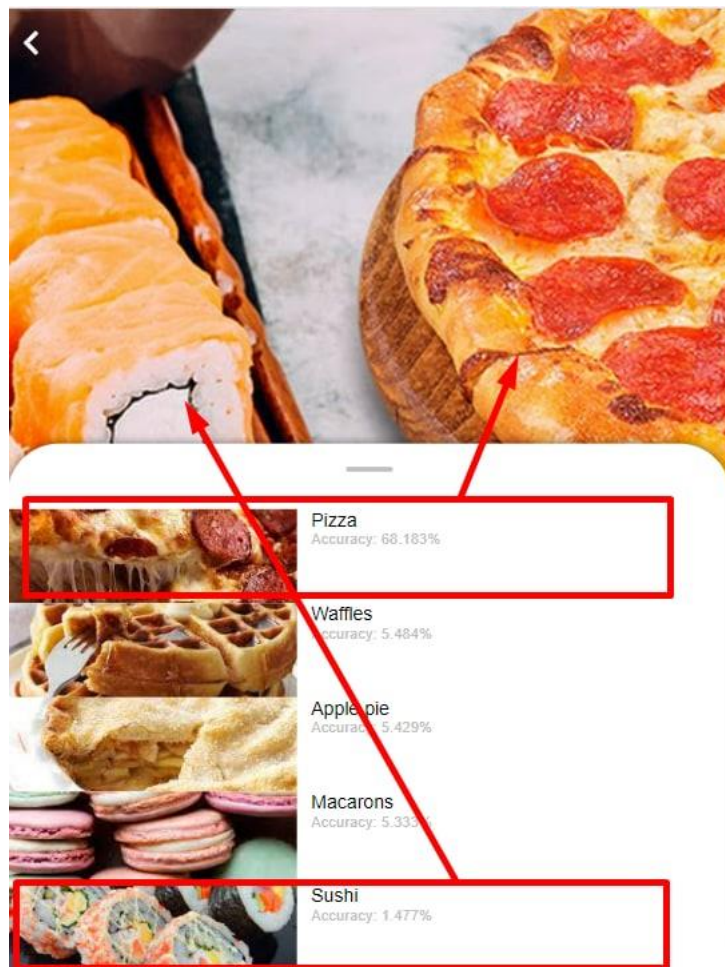 Pizza
Accuracy: 68.183%
Waffles
Accuracy: 5.484%
Apple pie
Accuracy: 5.429%
Macarons
Accuracy: 5.333%
Sushi
Accuracy: 1.477%